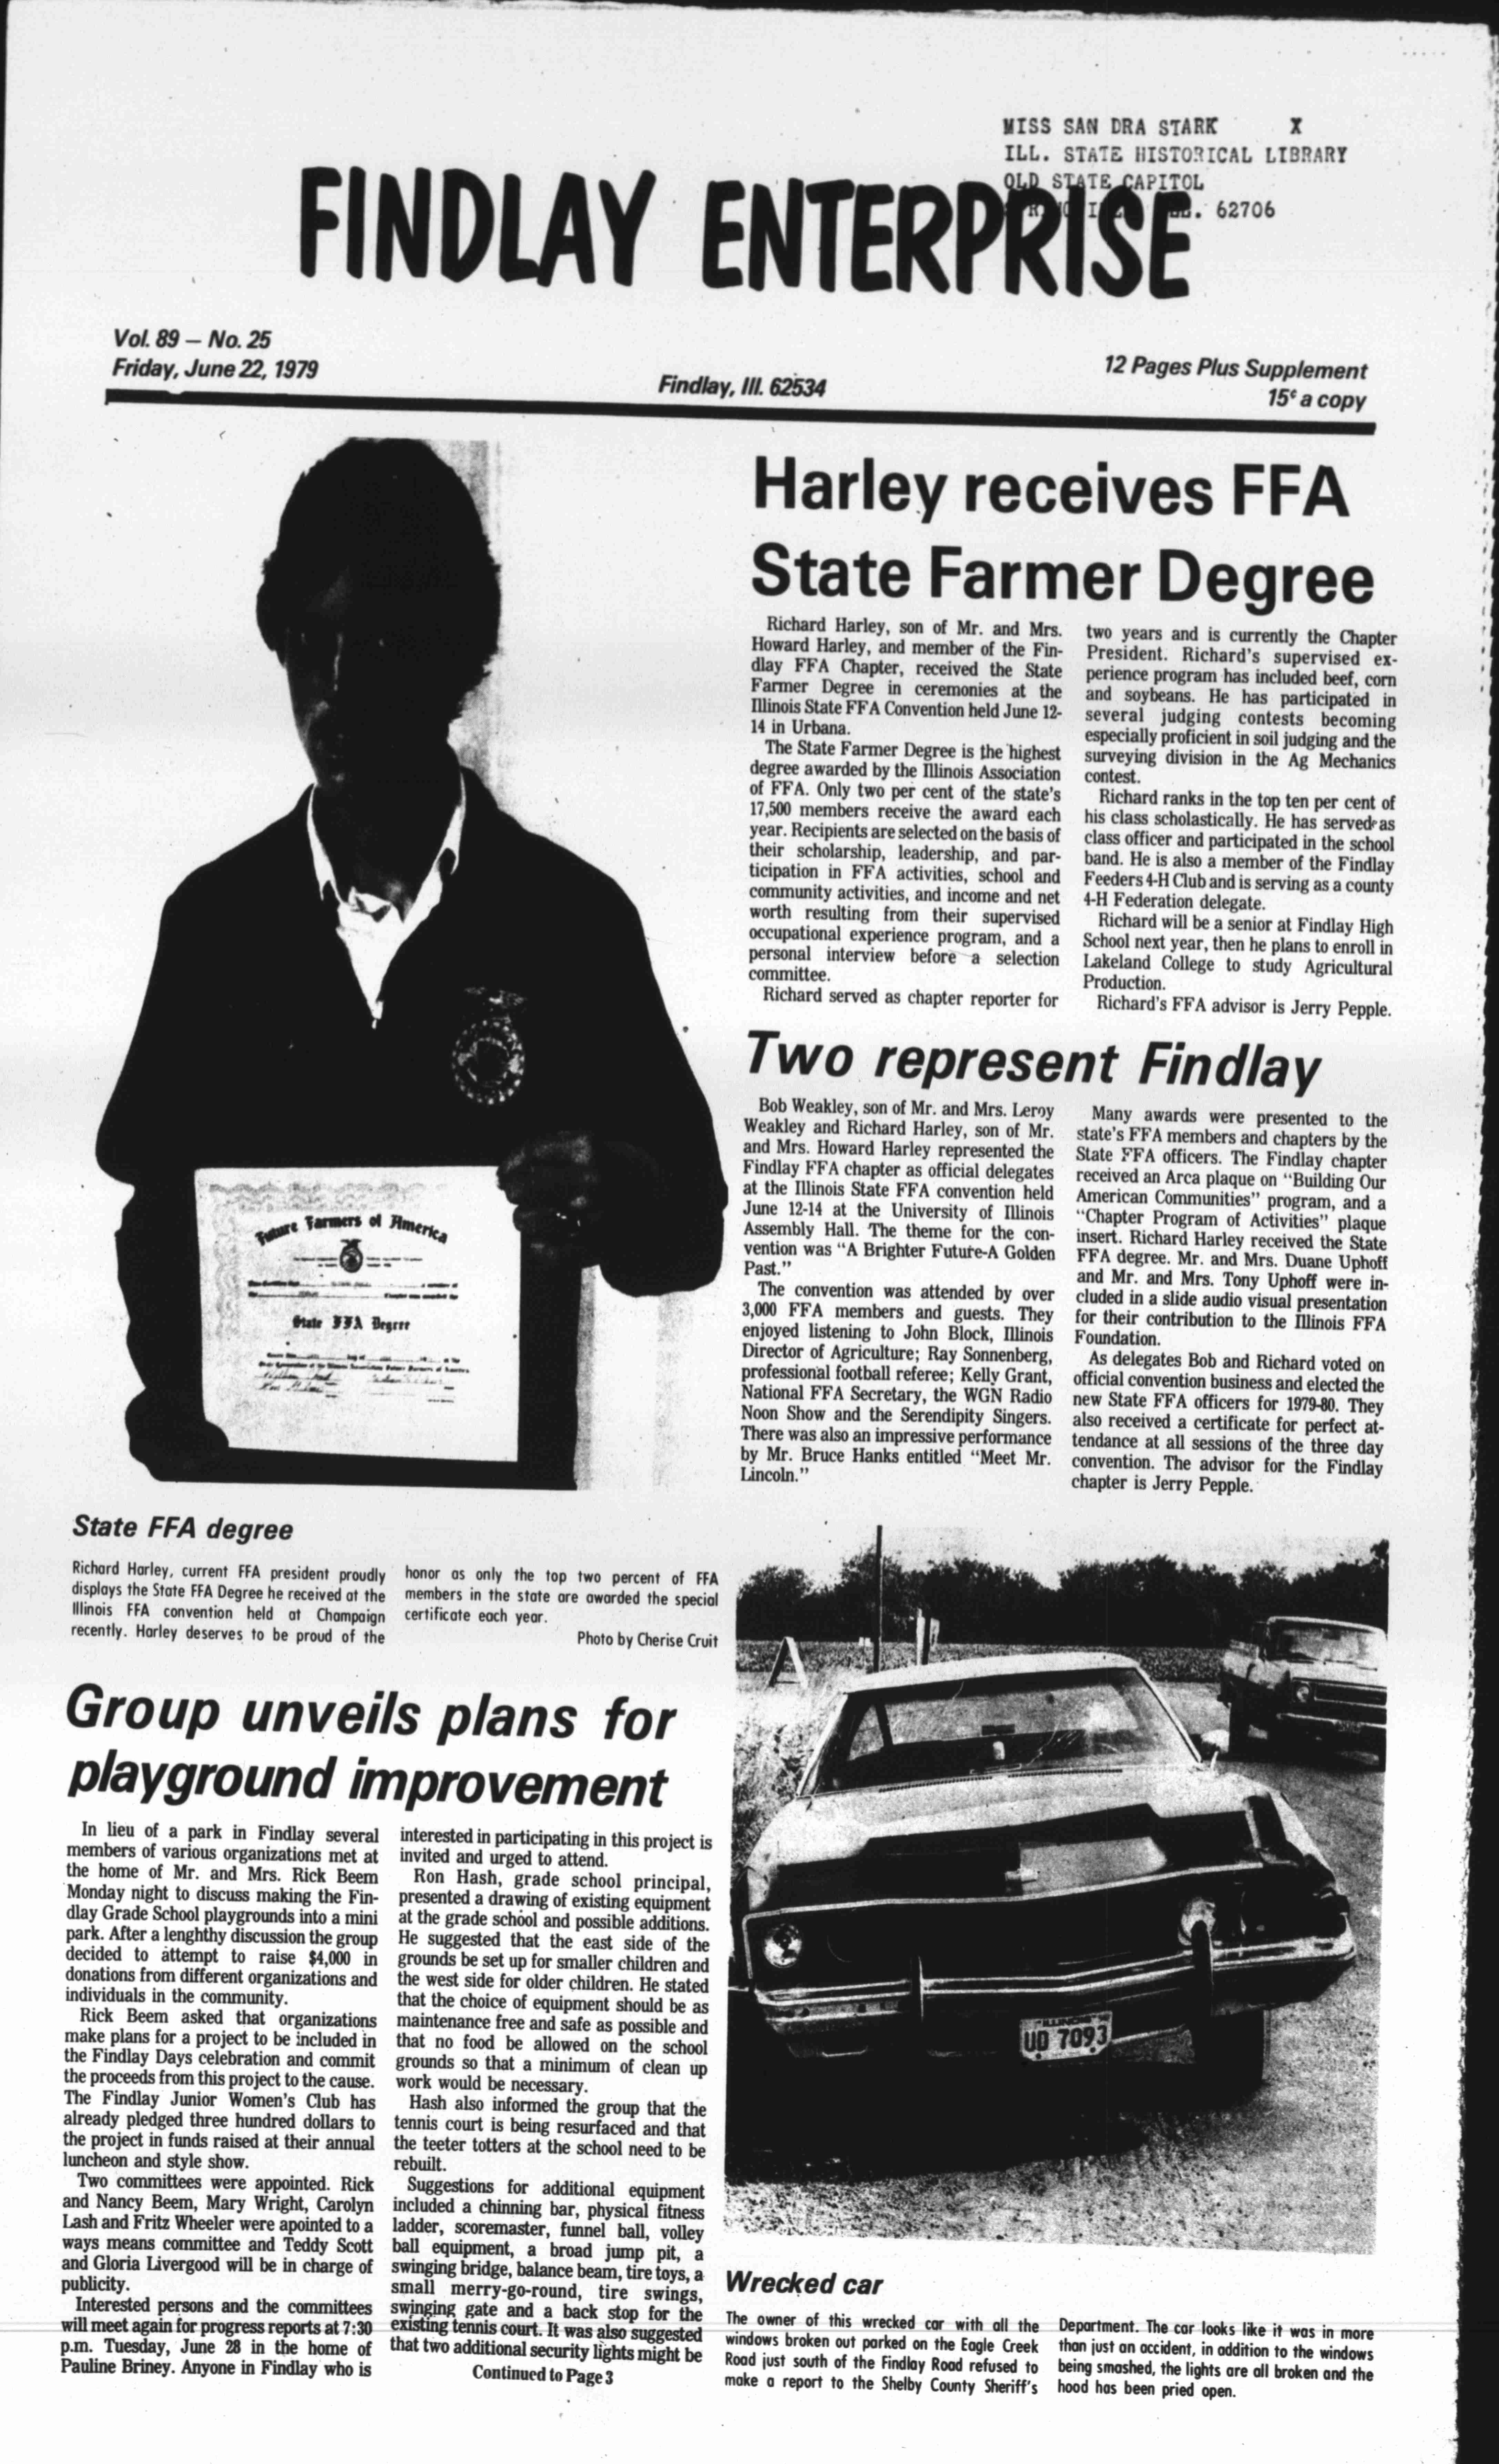 MISS SAN DRA STARK X
ILL. STATE HISTORICAL LIBRARY
OLD STATE CAPITOL
62706
FINDLAY ENTERPRISE
Vol. 89 — No. 25
Friday, June 22, 1979
Findlay, Ill. 62534
12 Pages Plus Supplement
15¢ a copy
Future Farmers of America
State FFA Degree
Harley receives FFA
State Farmer Degree
Richard Harley, son of Mr. and Mrs.
Howard Harley, and member of the Fin-
dlay FFA Chapter, received the State
Farmer Degree in ceremonies at the
Illinois State FFA Convention held June 12-
14 in Urbana.
The State Farmer Degree is the highest
degree awarded by the Illinois Association
of FFA. Only two per cent of the state's
17,500 members receive the award each
year. Recipients are selected on the basis of
their scholarship, leadership, and par-
ticipation in FFA activities, school and
community activities, and income and net
worth resulting from their supervised
occupational experience program, and a
personal interview before a selection
committee.
Richard served as chapter reporter for
two years and is currently the Chapter
President. Richard's supervised ex-
perience program has included beef, corn
and soybeans. He has participated in
several judging contests becoming
especially proficient in soil judging and the
surveying division in the Ag Mechanics
contest.
Richard ranks in the top ten per cent of
his class scholastically. He has served as
class officer and participated in the school
band. He is also a member of the Findlay
Feeders 4-H Club and is serving as a county
4-H Federation delegate.
Richard will be a senior at Findlay High
School next year, then he plans to enroll in
Lakeland College to study Agricultural
Production.
Richard's FFA advisor is Jerry Pepple.
Two represent Findlay
Bob Weakley, son of Mr. and Mrs. Leroy
Weakley and Richard Harley, son of Mr.
and Mrs. Howard Harley represented the
Findlay FFA chapter as official delegates
at the Illinois State FFA convention held
June 12-14 at the University of Illinois
Assembly Hall. The theme for the con-
vention was "A Brighter Future-A Golden
Past."
The convention was attended by over
3,000 FFA members and guests. They
enjoyed listening to John Block, Illinois
Director of Agriculture; Ray Sonnenberg,
professional football referee; Kelly Grant,
National FFA Secretary, the WGN Radio
Noon Show and the Serendipity Singers.
There was also an impressive performance
by Mr. Bruce Hanks entitled "Meet Mr.
Lincoln."
Many awards were presented to the
state's FFA members and chapters by the
State FFA officers. The Findlay chapter
received an Arca plaque on "Building Our
American Communities" program, and a
"Chapter Program of Activities" plaque
insert. Richard Harley received the State
FFA degree. Mr. and Mrs. Duane Uphoff
and Mr. and Mrs. Tony Uphoff were in-
cluded in a slide audio visual presentation
for their contribution to the Illinois FFA
Foundation.
As delegates Bob and Richard voted on
official convention business and elected the
new State FFA officers for 1979-80. They
also received a certificate for perfect at-
tendance at all sessions of the three day
convention. The advisor for the Findlay
chapter is Jerry Pepple.
State FFA degree
Richard Harley, current FFA president proudly
displays the State FFA Degree he received at the
Illinois FFA convention held at Champaign
recently. Harley deserves to be proud of the
honor as only the top two percent of FFA
members in the state are awarded the special
certificate each year.
Photo by Cherise Cruit
Group unveils plans for
playground improvement
In lieu of a park in Findlay several
members of various organizations met at
the home of Mr. and Mrs. Rick Beem
Monday night to discuss making the Fin-
dlay Grade School playgrounds into a mini
park. After a lenghthy discussion the group
decided to attempt to raise $4,000 in
donations from different organizations and
individuals in the community.
Rick Beem asked that organizations
make plans for a project to be included in
the Findlay Days celebration and commit
the proceeds from this project to the cause.
The Findlay Junior Women's Club has
already pledged three hundred dollars to
the project in funds raised at their annual
luncheon and style show.
Two committees were appointed. Rick
and Nancy Beem, Mary Wright, Carolyn
Lash and Fritz Wheeler were apointed to a
ways means committee and Teddy Scott
and Gloria Livergood will be in charge of
publicity.
Interested persons and the committees
will meet again for progress reports at 7:30
p.m. Tuesday, June 28 in the home of
Pauline Briney. Anyone in Findlay who is
interested in participating in this project is
invited and urged to attend.
Ron Hash, grade school principal,
presented a drawing of existing equipment
at the grade school and possible additions.
He suggested that the east side of the
grounds be set up for smaller children and
the west side for older children. He stated
that the choice of equipment should be as
maintenance free and safe as possible and
that no food be allowed on the school
grounds so that a minimum of clean up
work would be necessary.
Hash also informed the group that the
tennis court is being resurfaced and that
the teeter totters at the school need to be
rebuilt.
Suggestions for additional equipment
included a chinning bar, physical fitness
ladder, scoremaster, funnel ball, volley
ball equipment, a broad jump pit, a
swinging bridge, balance beam, tire toys, a
small merry-go-round, tire swings,
swinging gate and a back stop for the
existing tennis court. It was also suggested
that two additional security lights might be
Continued to Page 3
ILLINOIS
UD 7093
Wrecked car
The owner of this wrecked car with all the
windows broken out parked on the Eagle Creek
Road just south of the Findlay Road refused to
make a report to the Shelby County Sheriff's
Department. The car looks like it was in more
than just an accident, in addition to the windows
being smashed, the lights are all broken and the
hood has been pried open.